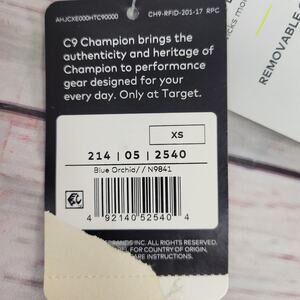 AHJCXE000HTC90000
CH9-RFID-201-17 RPC
C9 Champion brings the
authenticity and heritage of
Champion to performance
gear designed for your
every day. Only at Target.
XS
214 | 05 | 2540
Blue Orchid// N9841
4 92140 52540 4
INC. ALL RIGHTS RESERVED.
FOR COUNTRY OF ORIGIN,
CARE INSTRUCTIONS.
REMOVABLE